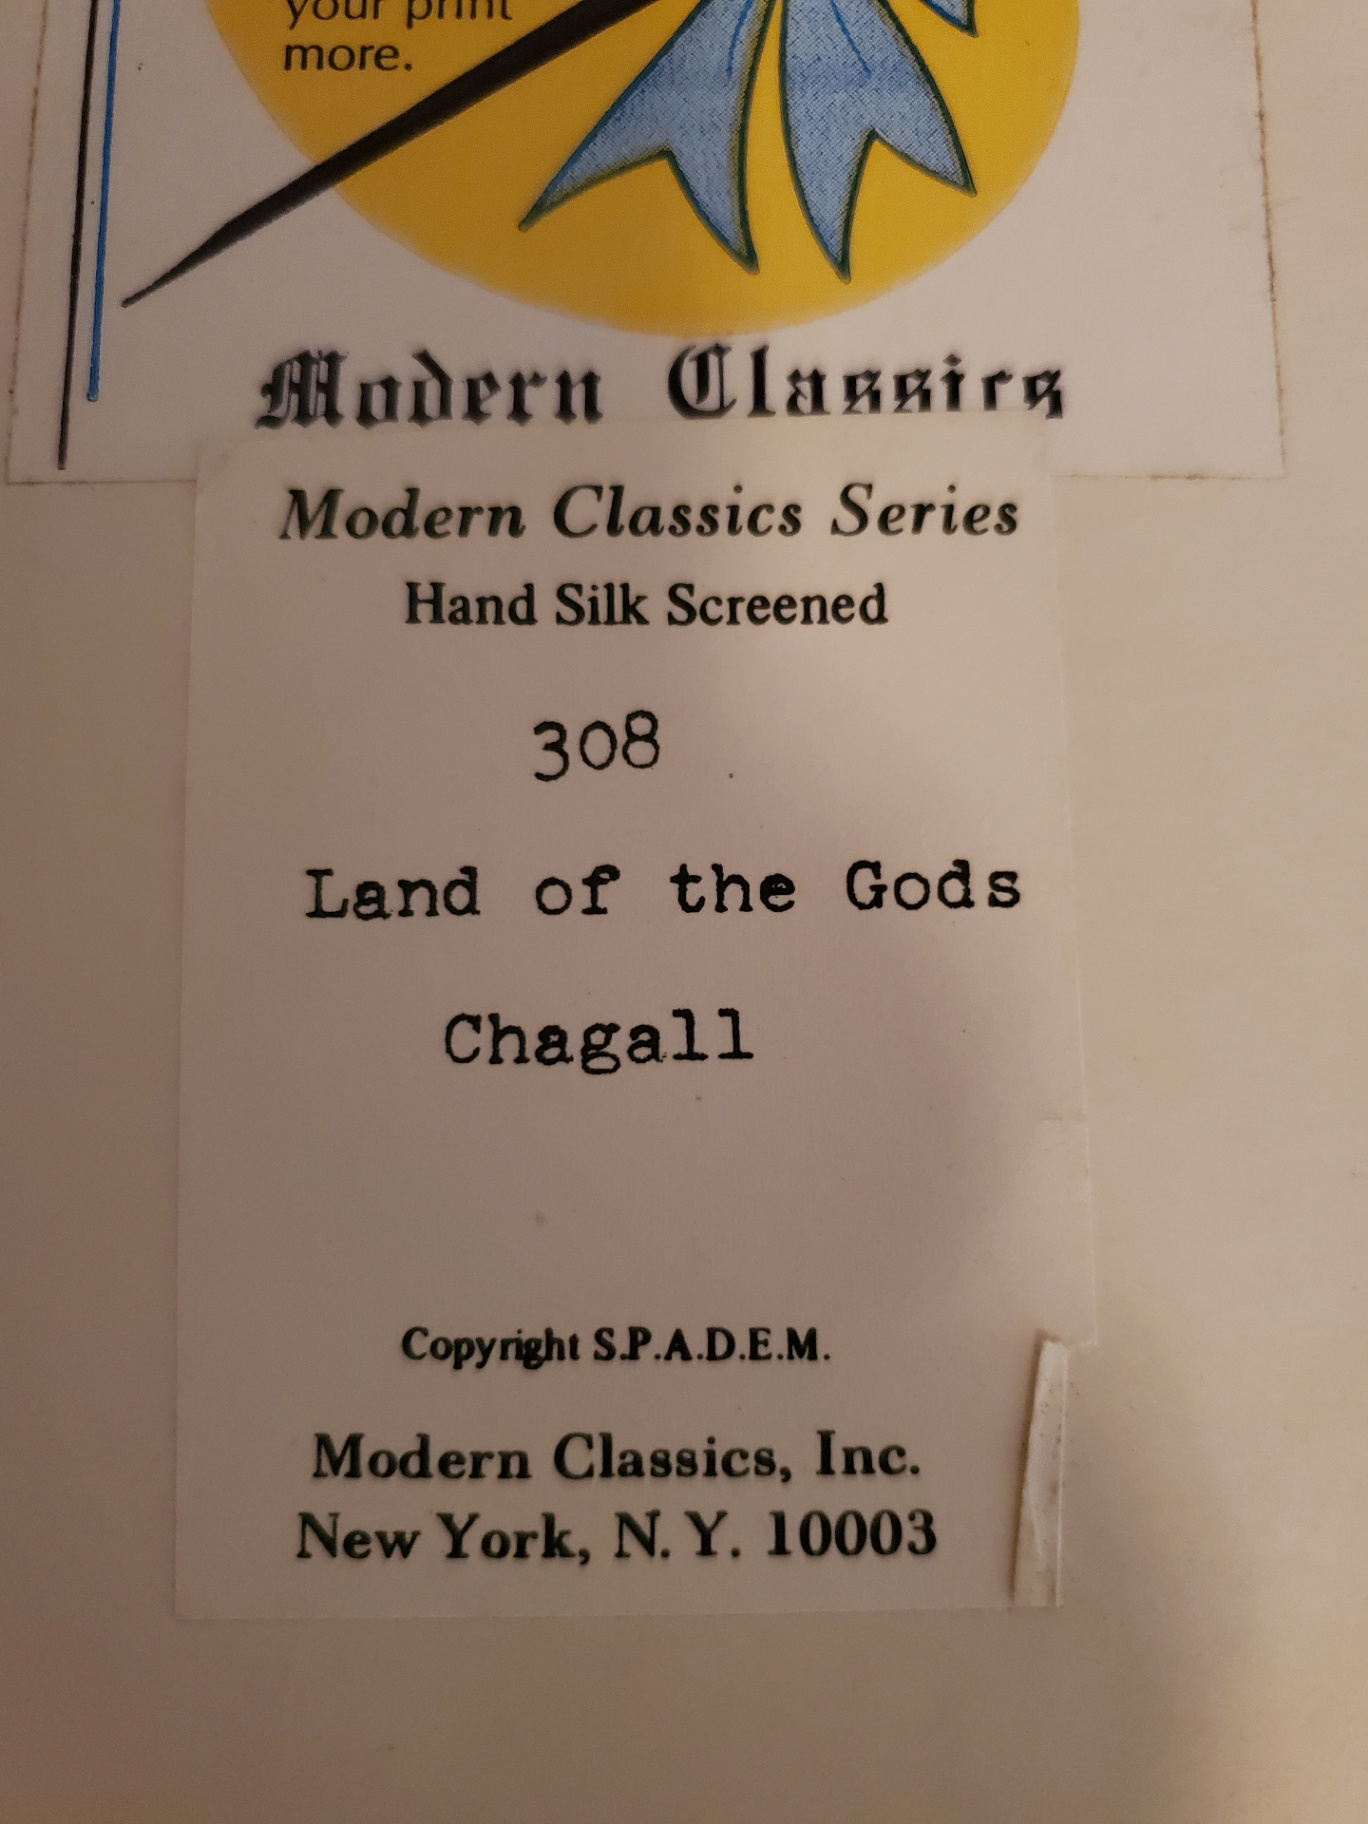 your print
more.
Modern Classics
Modern Classics Series
Hand Silk Screened
308
Land of the Gods
Chagall
Copyright S.P.A.D.E.M.
Modern Classics, Inc.
New York, N. Y. 10003